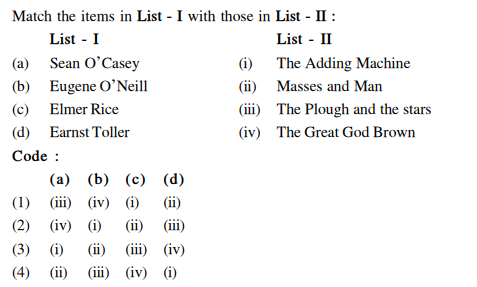 Match the items in List - I with those in List - II :
List - I List - II
(a) Sean O'Casey (i) The Adding Machine
(b) Eugene O'Neill (ii) Masses and Man
(c) Elmer Rice (iii) The Plough and the stars
(d) Earnst Toller (iv) The Great God Brown
Code :
(a) (b) (c) (d)
(1) (iii) (iv) (i) (ii)
(2) (iv) (i) (ii) (iii)
(3) (i) (ii) (iii) (iv)
(4) (ii) (iii) (iv) (i)